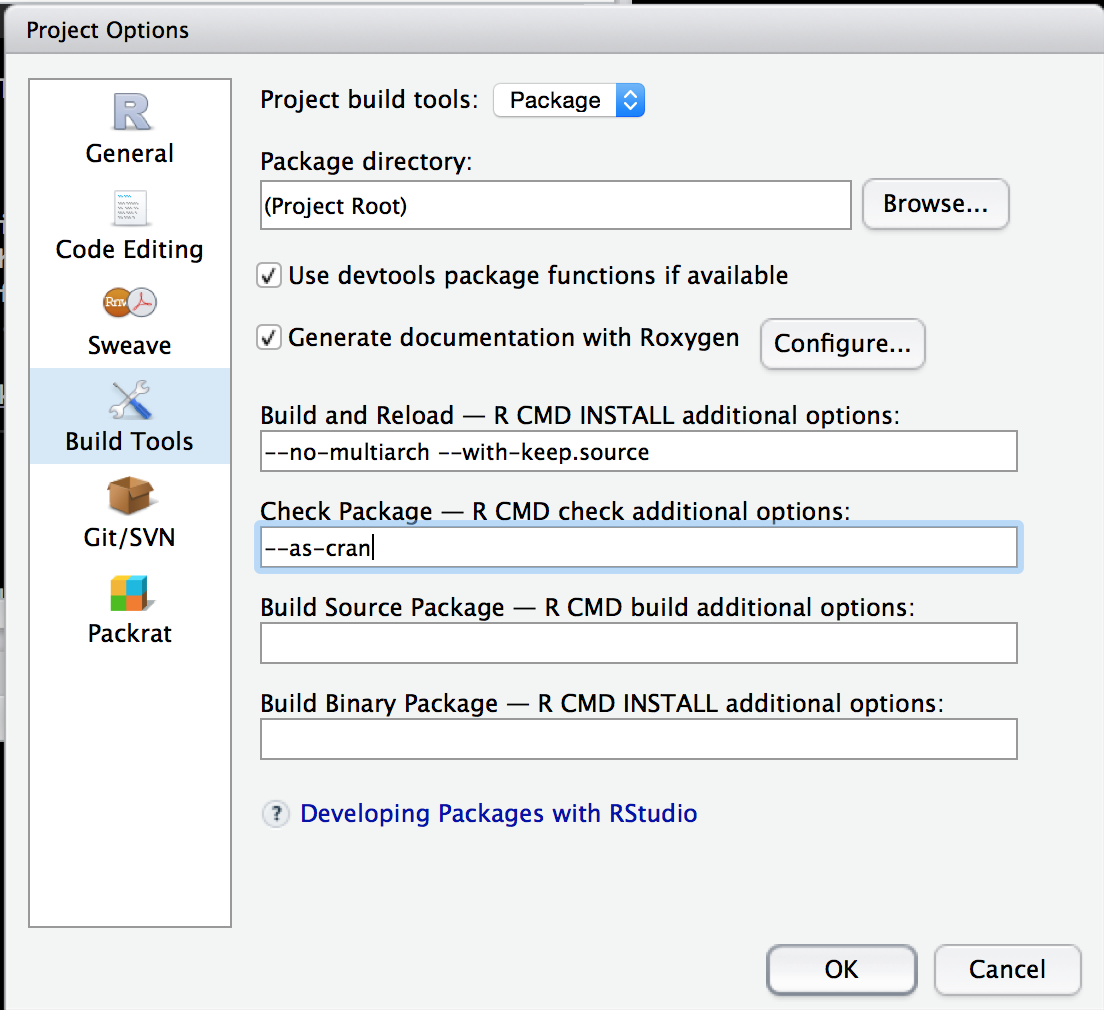 Project Options
General
Code Editing
Rnw
Sweave
Build Tools
Git/SVN
Packrat
Project build tools: Package
Package directory:
(Project Root)
Browse...
Use devtools package functions if available
Generate documentation with Roxygen
Configure...
Build and Reload — R CMD INSTALL additional options:
--no-multiarch --with-keep.source
Check Package — R CMD check additional options:
--as-cran
Build Source Package — R CMD build additional options:
Build Binary Package — R CMD INSTALL additional options:
? Developing Packages with RStudio
OK
Cancel